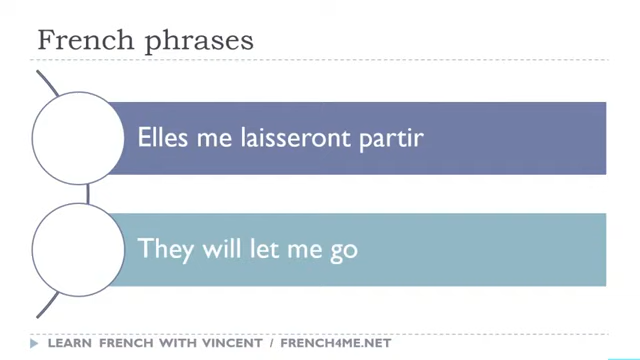 French phrases
Elles me laisseront partir
They will let me go
LEARN FRENCH WITH VINCENT / FRENCH4ME.NET